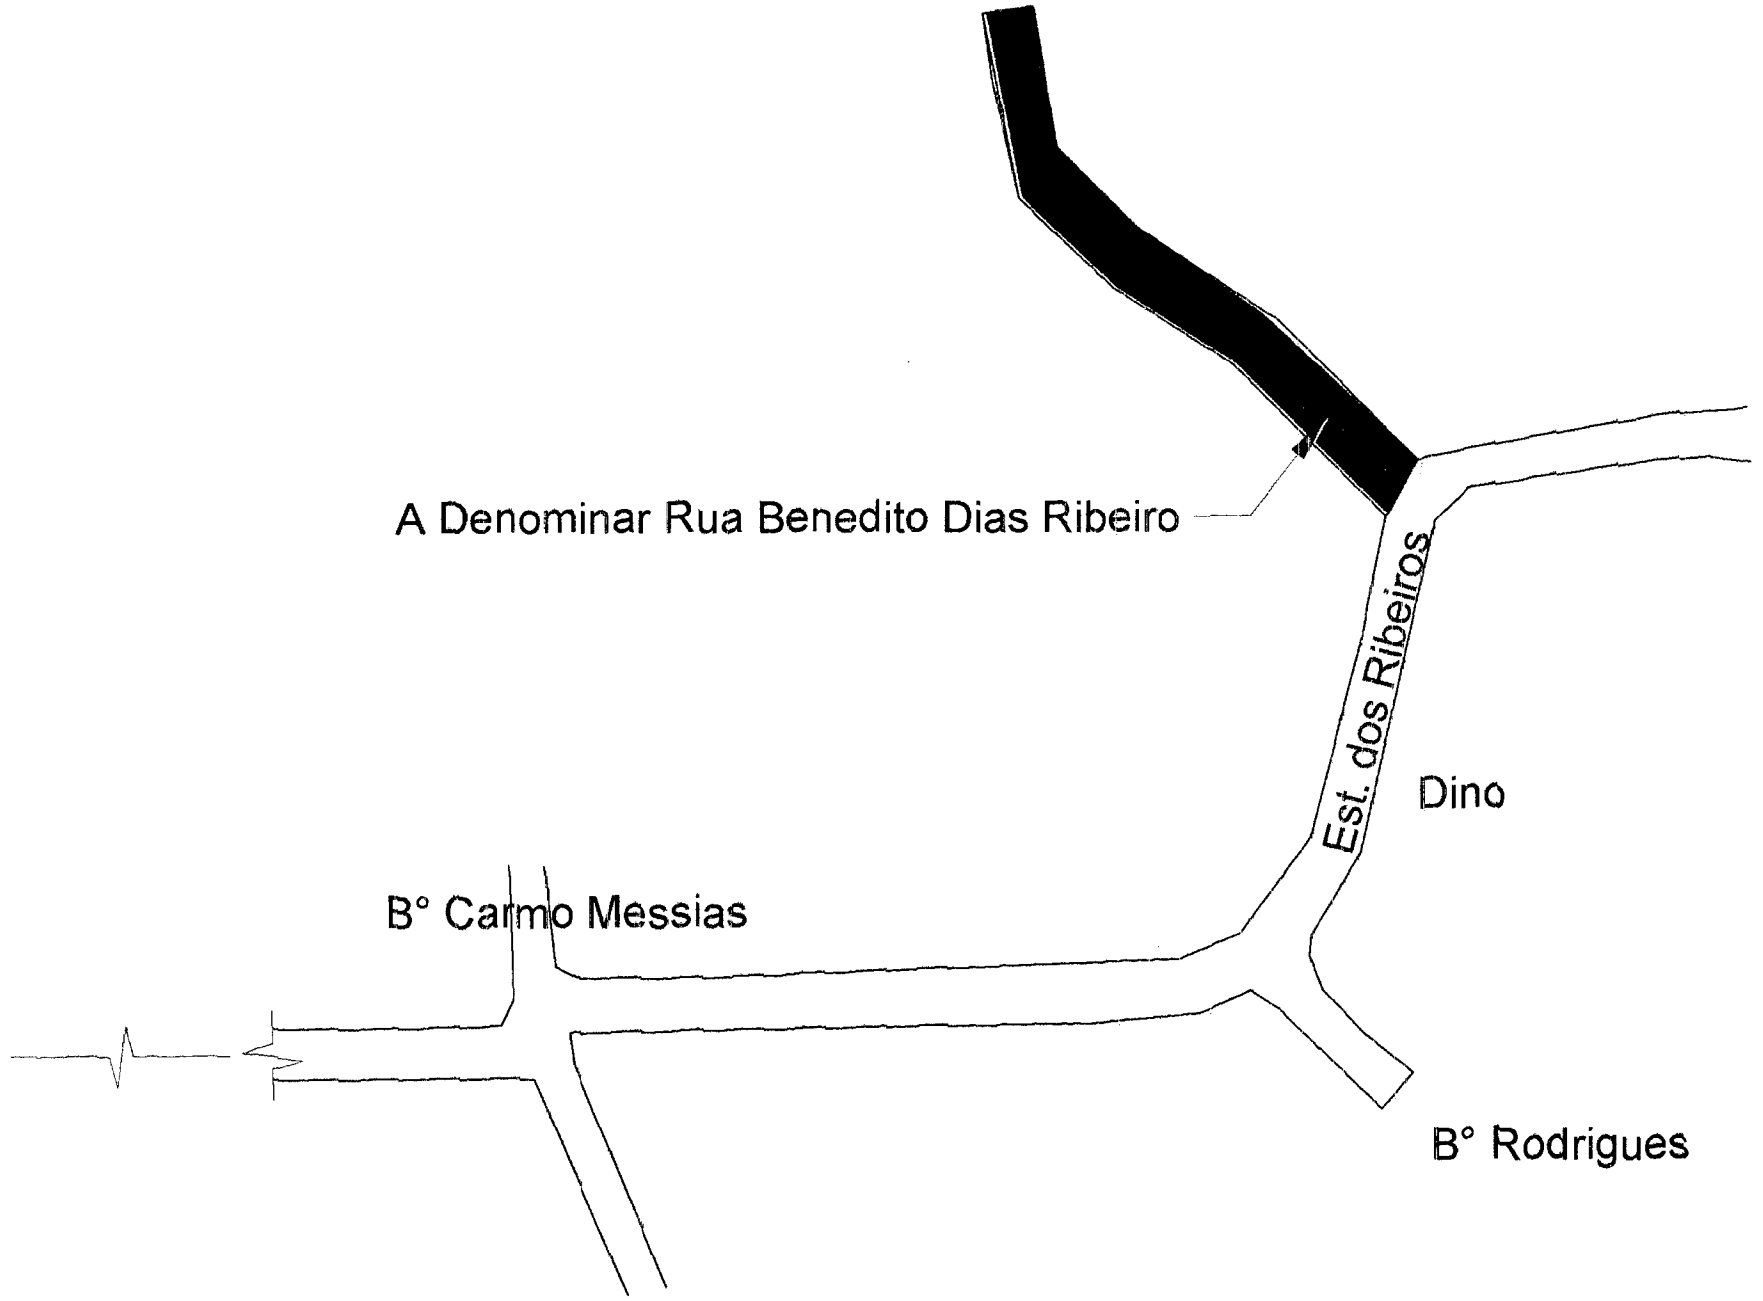 A Denominar Rua Benedito Dias Ribeiro
Est. dos Ribeiros
Dino
B° Carmo Messias
B° Rodrigues